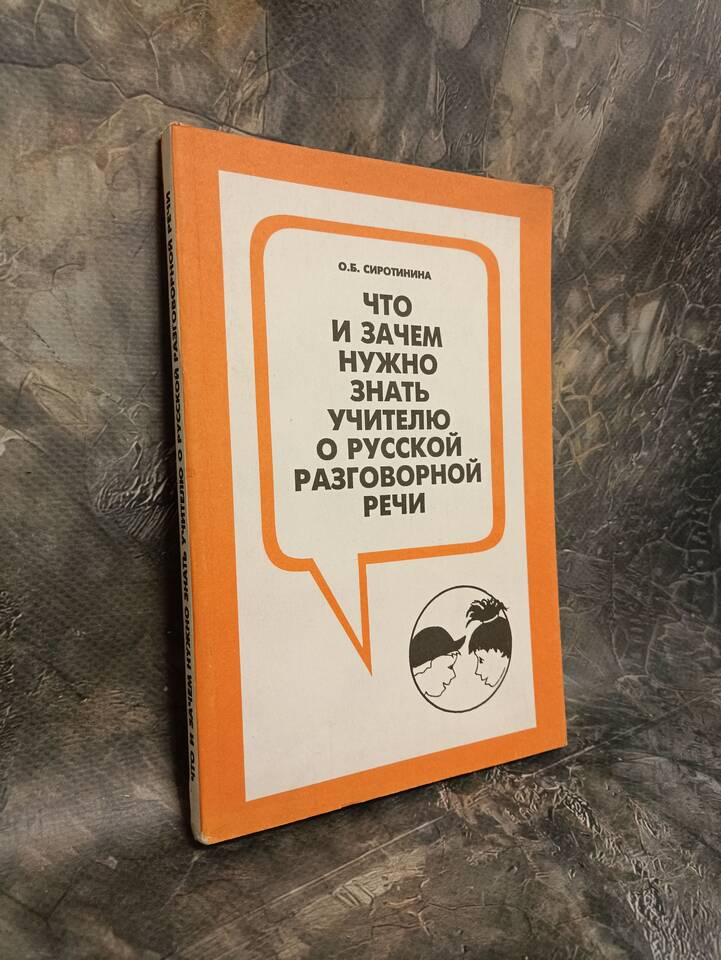 О.Б. СИРОТИНИНА
ЧТО
И ЗАЧЕМ
НУЖНО
ЗНАТЬ
УЧИТЕЛЮ
О РУССКОЙ
РАЗГОВОРНОЙ
РЕЧИ
ЧТО И ЗАЧЕМ НУЖНО ЗНАТЬ УЧИТЕЛЮ О РУССКОЙ РАЗГОВОРНОЙ РЕЧИ